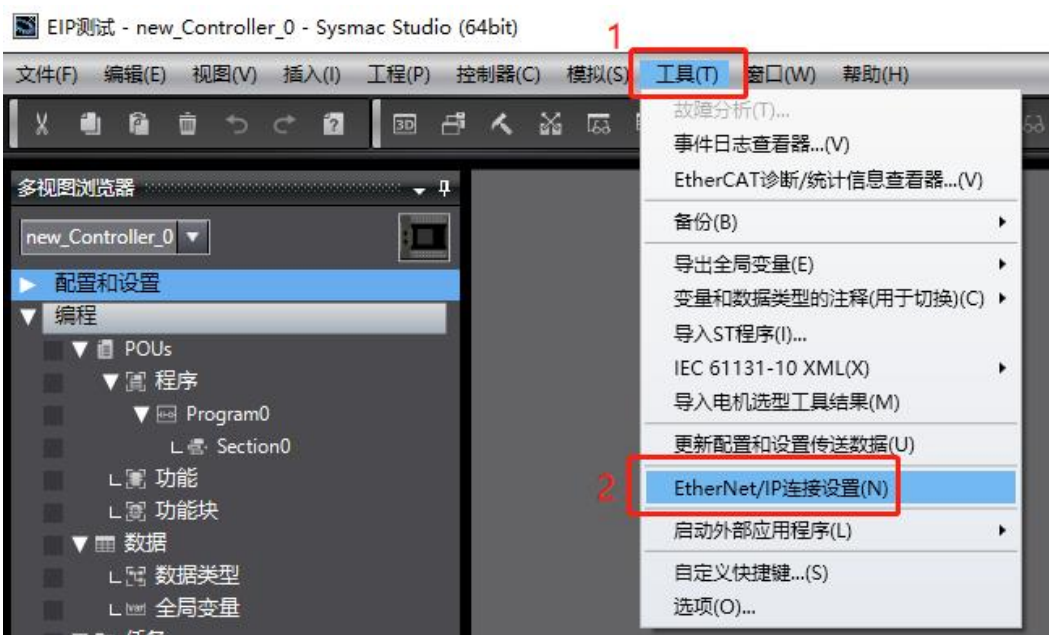 EIP测试 - new_Controller_0 - Sysmac Studio (64bit)
1
文件(F) 编辑(E) 视图(V) 插入(I) 工程(P) 控制器(C) 模拟(S) 工具(T) 窗口(W) 帮助(H)
3D
多视图浏览器
new_Controller_0
配置和设置
编程
POUs
程序
Program0
Section0
功能
功能块
数据
数据类型
全局变量
任务
故障分析(T)...
事件日志查看器...(V)
EtherCAT诊断/统计信息查看器...(V)
备份(B)
导出全局变量(E)
变量和数据类型的注释(用于切换)(C)
导入ST程序(I)...
IEC 61131-10 XML(X)
导入电机选型工具结果(M)
更新配置和设置传送数据(U)
2
EtherNet/IP连接设置(N)
启动外部应用程序(L)
自定义快捷键...(S)
选项(O)...